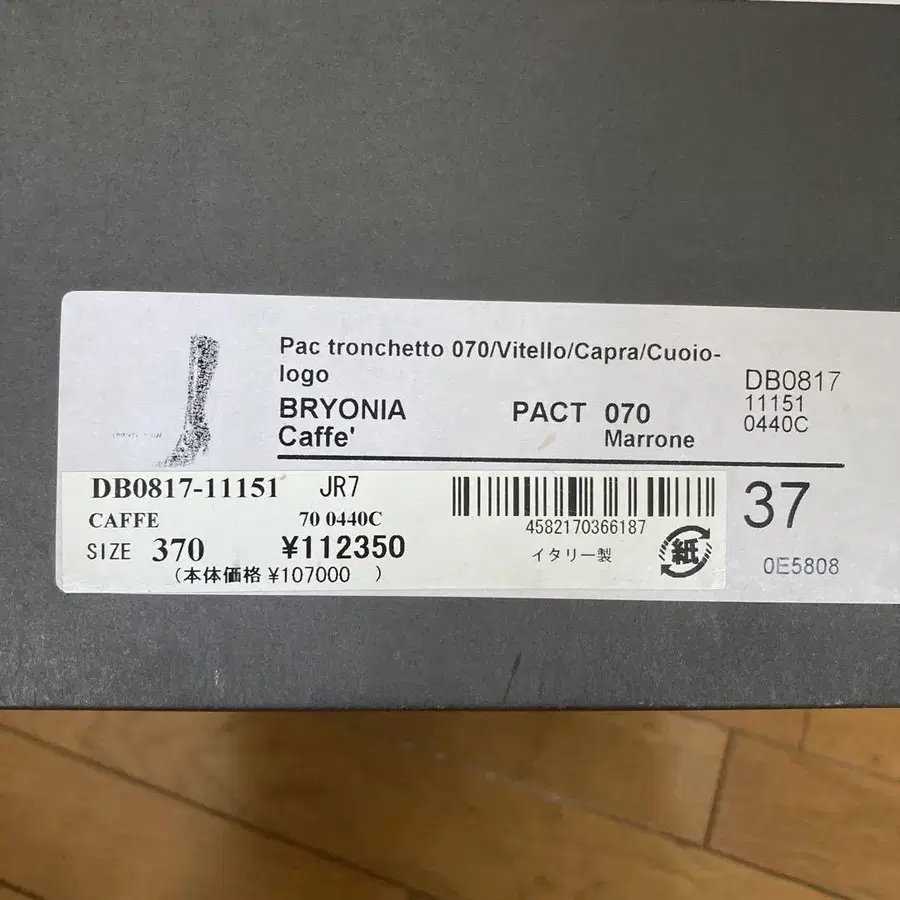 Pac tronchetto 070/Vitello/Capra/Cuoio-
logo
BRYONIA PACT 070
Caffe' Marrone
DB0817
11151
0440C
DB0817-11151 JR7
CAFFE 70 0440C
SIZE 370 ¥112350
(本体価格 ¥107000 )
4582170366187
イタリー製
紙
37
0E5808